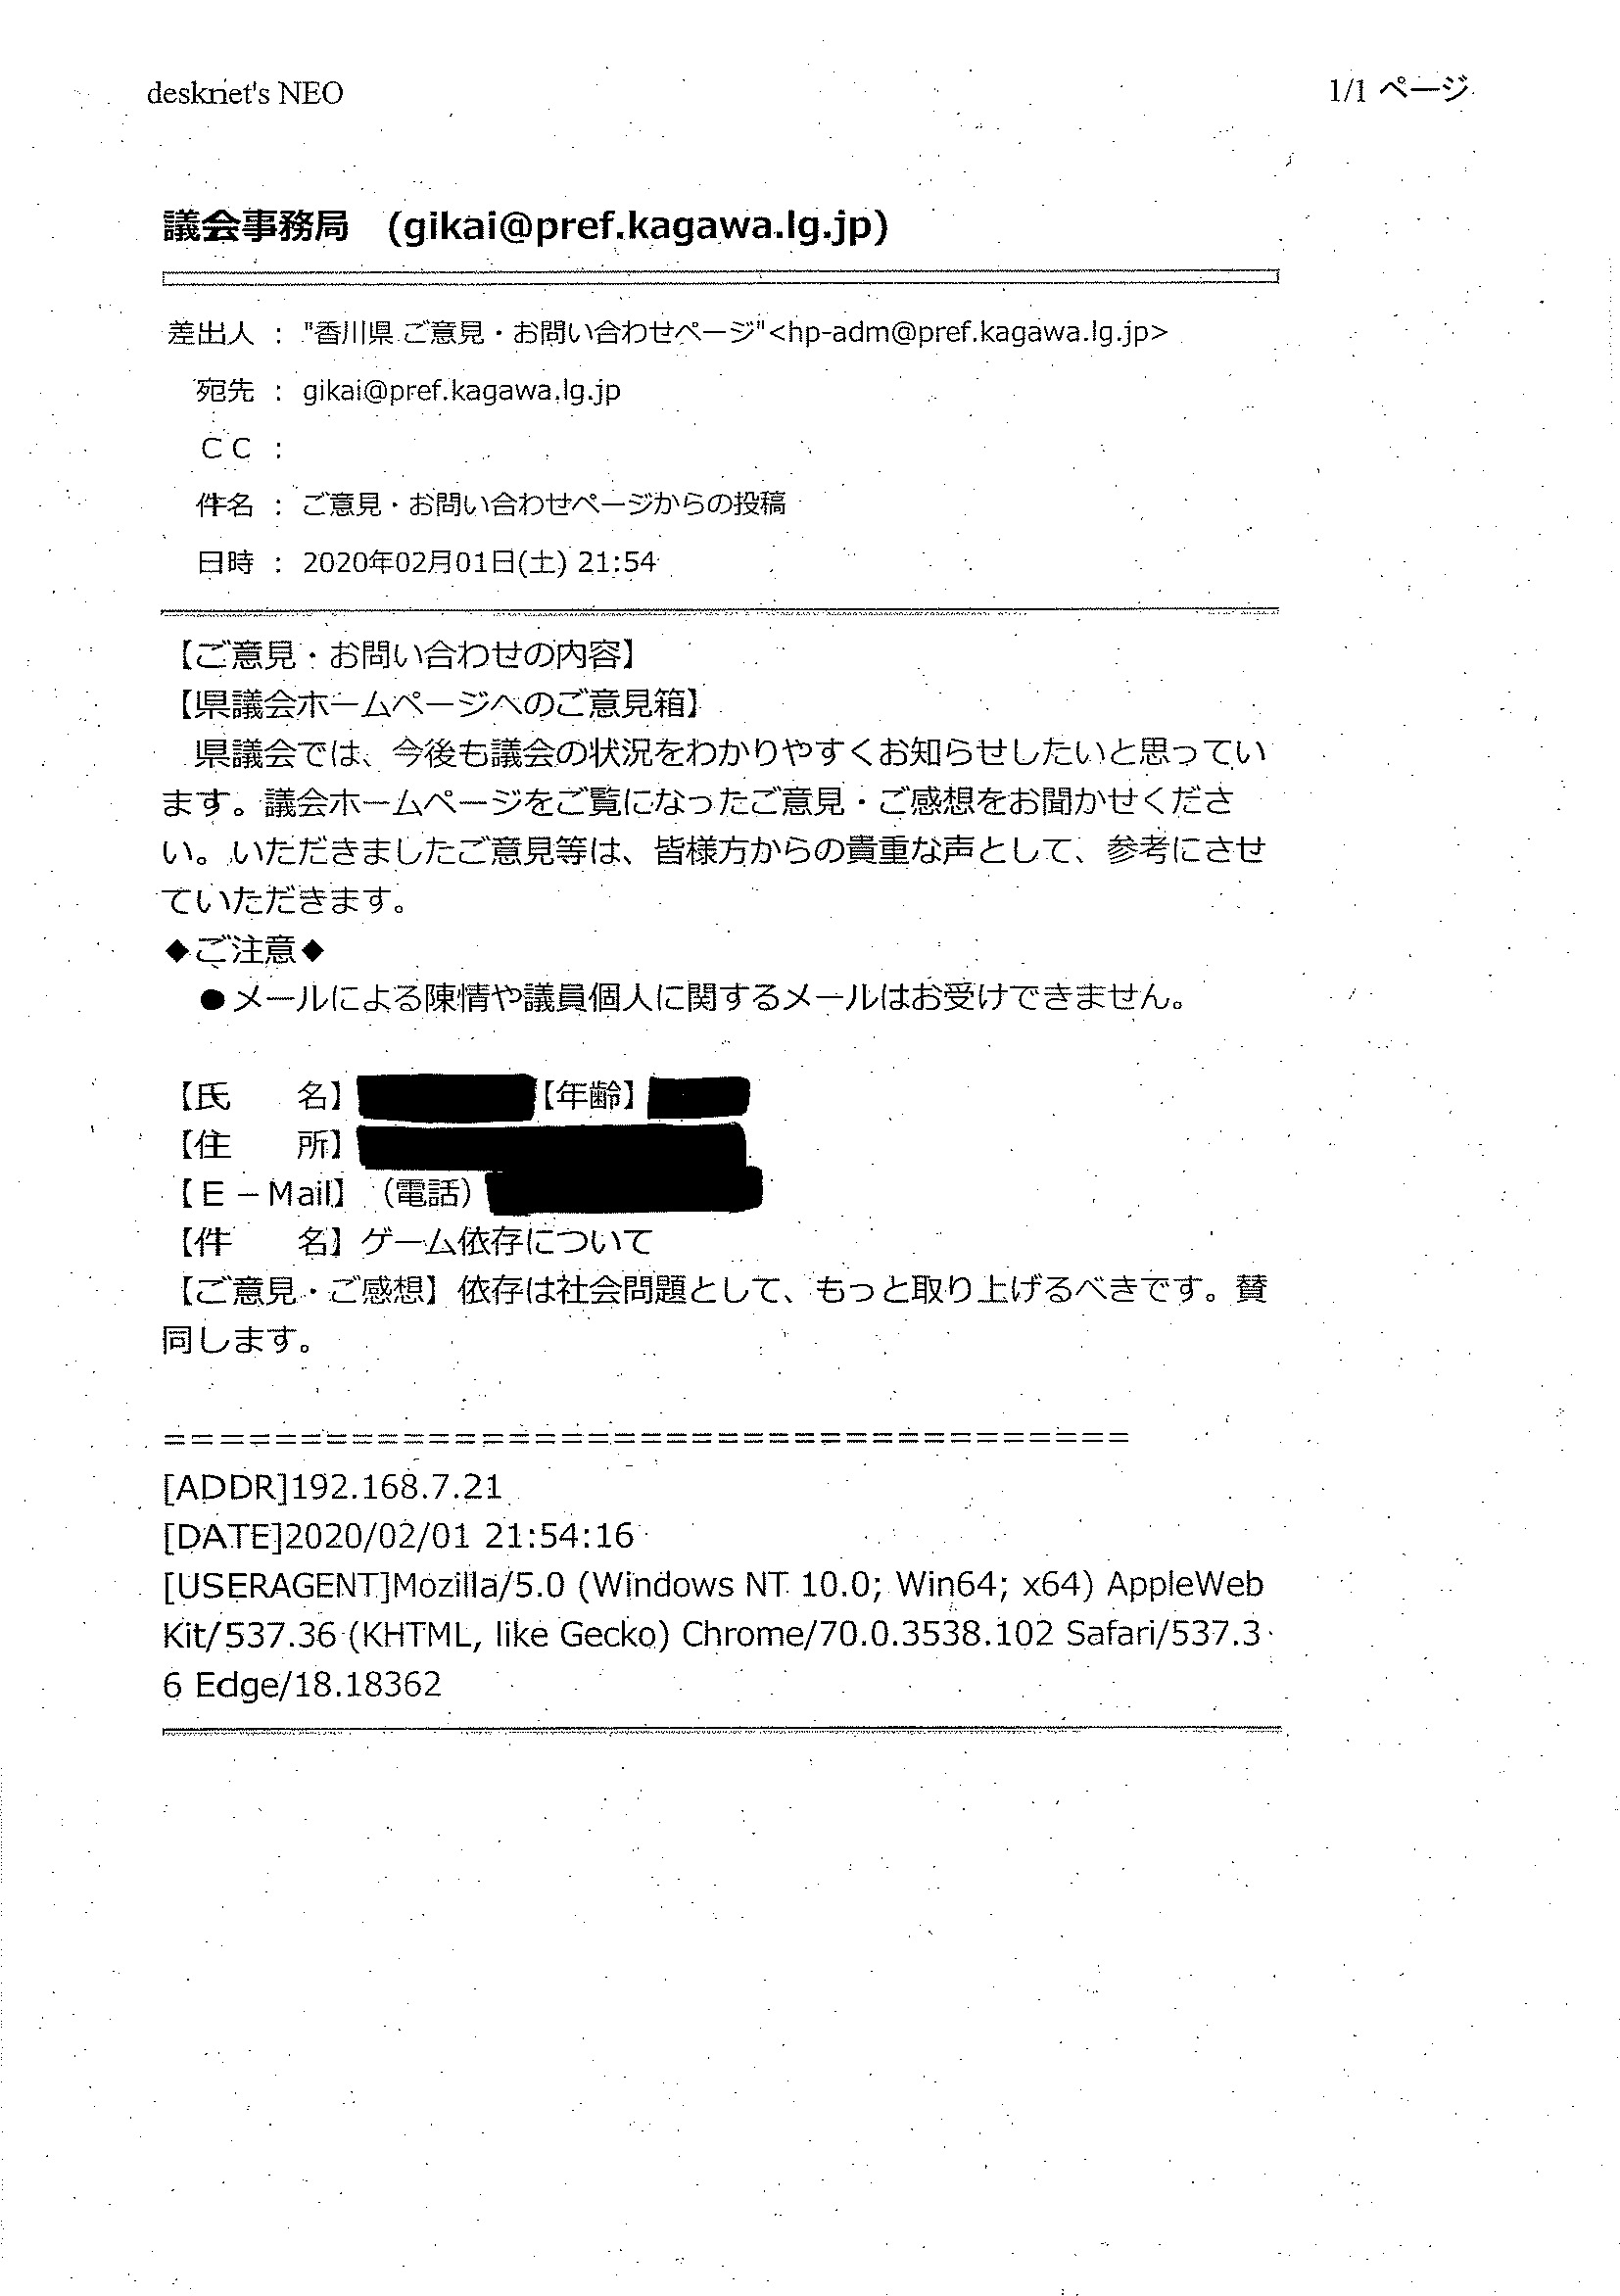 desknet's NEO
1/1 ページ
議会事務局　(gikai@pref.kagawa.lg.jp)
差出人 ： "香川県 ご意見・お問い合わせページ"<hp-adm@pref.kagawa.lg.jp>
宛先 ： gikai@pref.kagawa.lg.jp
ＣＣ ：
件名 ： ご意見・お問い合わせページからの投稿
日時 ： 2020年02月01日(土) 21:54
【ご意見・お問い合わせの内容】
【県議会ホームページへのご意見箱】
　県議会では、今後も議会の状況をわかりやすくお知らせしたいと思ってい
ます。議会ホームページをご覧になったご意見・ご感想をお聞かせくださ
い。いただきましたご意見等は、皆様方からの貴重な声として、参考にさせ
ていただきます。
◆ご注意◆
　●メールによる陳情や議員個人に関するメールはお受けできません。
【氏　　名】【年齢】
【住　　所】
【Ｅ－Mail】（電話）
【件　　名】ゲーム依存について
【ご意見・ご感想】依存は社会問題として、もっと取り上げるべきです。賛
同します。
=====================================
[ADDR]192.168.7.21
[DATE]2020/02/01 21:54:16
[USERAGENT]Mozilla/5.0 (Windows NT 10.0; Win64; x64) AppleWeb
Kit/537.36 (KHTML, like Gecko) Chrome/70.0.3538.102 Safari/537.3
6 Edge/18.18362